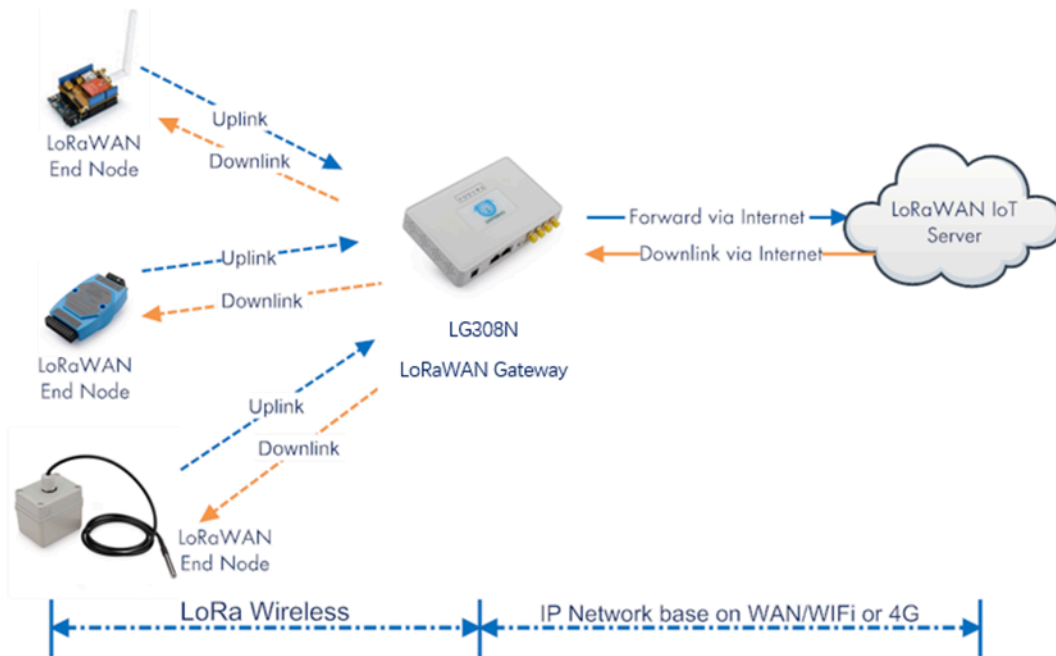 Uplink
Downlink
LoRaWAN
End Node
Uplink
Downlink
LoRaWAN
End Node
Uplink
Downlink
LoRaWAN
End Node
LG308N
LoRaWAN Gateway
Forward via Internet
Downlink via Internet
LoRaWAN IoT
Server
LoRa Wireless
IP Network base on WAN/WIFi or 4G